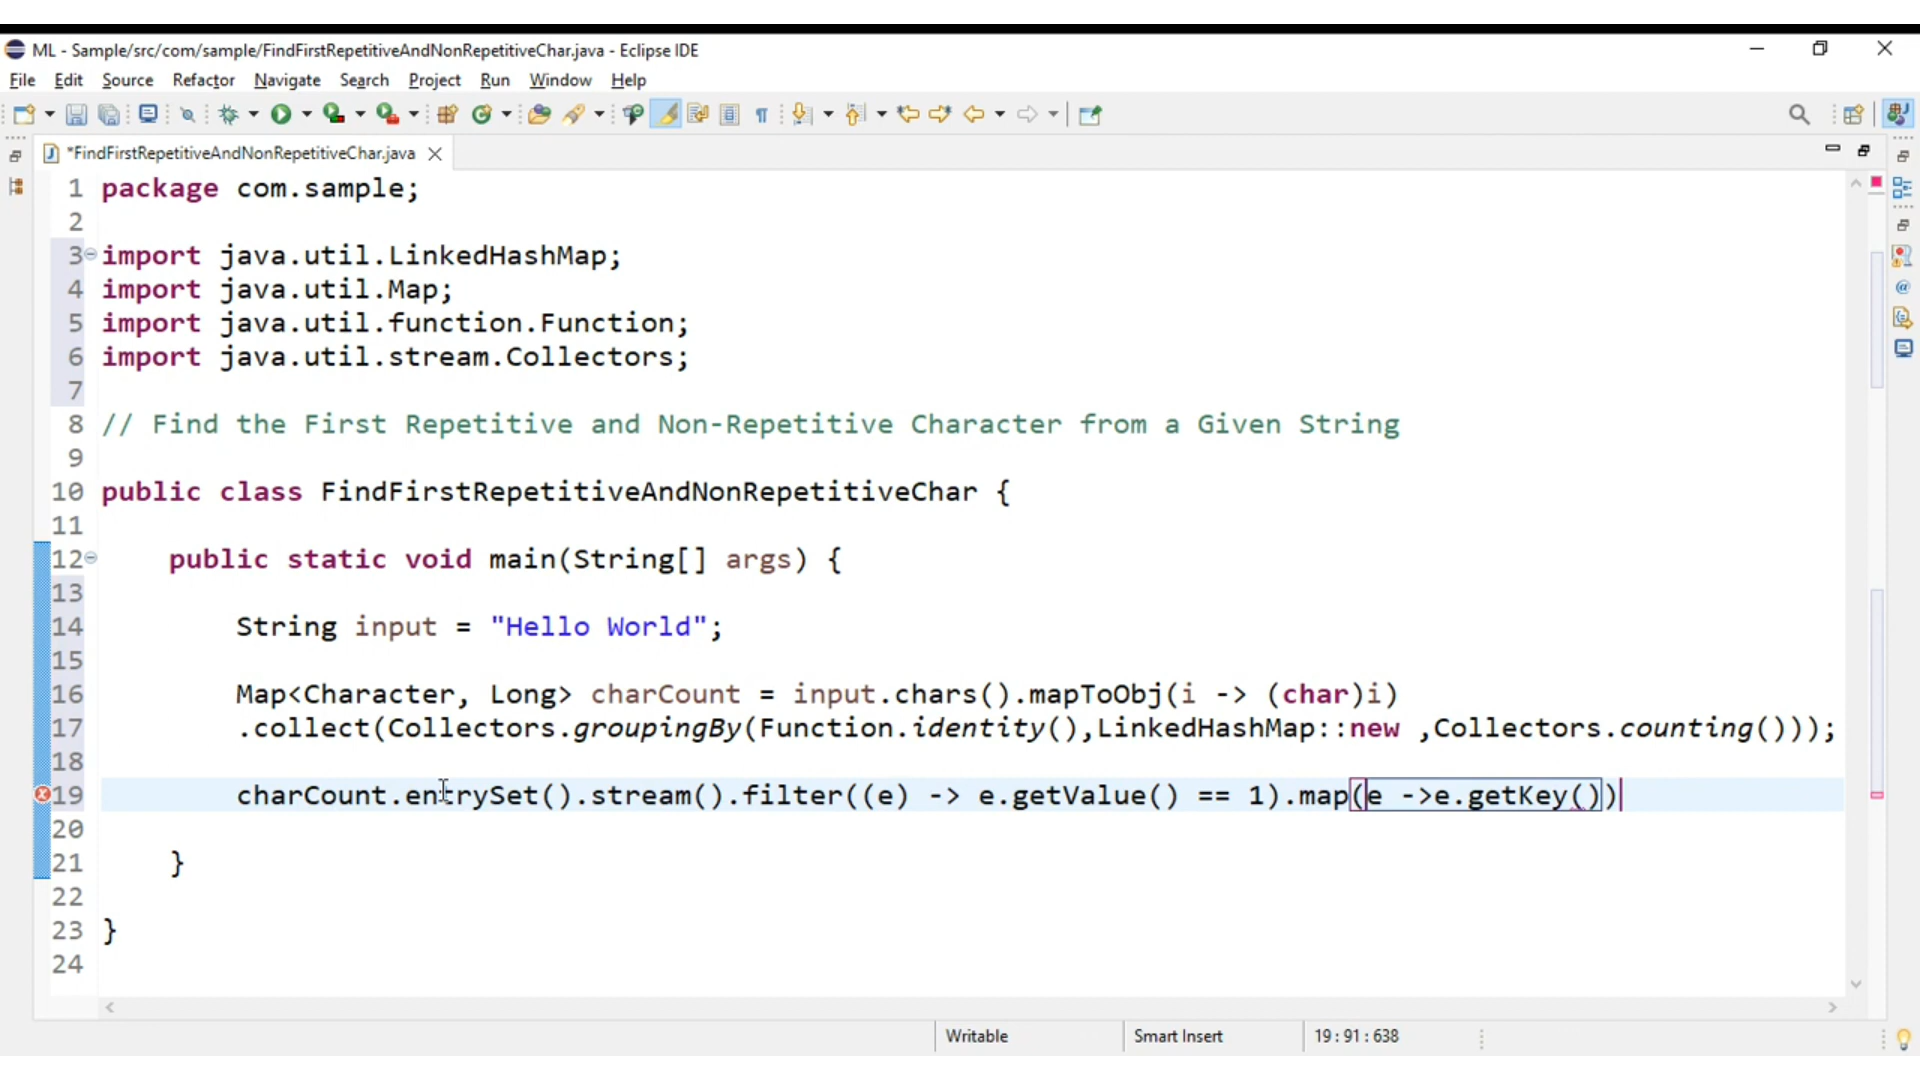 ML - Sample/src/com/sample/FindFirstRepetitiveAndNonRepetitiveChar.java - Eclipse IDE
File Edit Source Refactor Navigate Search Project Run Window Help
*FindFirstRepetitiveAndNonRepetitiveChar.java
1 package com.sample;
2
3 import java.util.LinkedHashMap;
4 import java.util.Map;
5 import java.util.function.Function;
6 import java.util.stream.Collectors;
7
8 // Find the First Repetitive and Non-Repetitive Character from a Given String
9
10 public class FindFirstRepetitiveAndNonRepetitiveChar {
11
12 public static void main(String[] args) {
13
14 String input = "Hello World";
15
16 Map<Character, Long> charCount = input.chars().mapToObj(i -> (char)i)
17 .collect(Collectors.groupingBy(Function.identity(),LinkedHashMap::new ,Collectors.counting()));
18
19 charCount.entrySet().stream().filter((e) -> e.getValue() == 1).map(e ->e.getKey())
20
21 }
22
23 }
24
Writable Smart Insert 19 : 91 : 638